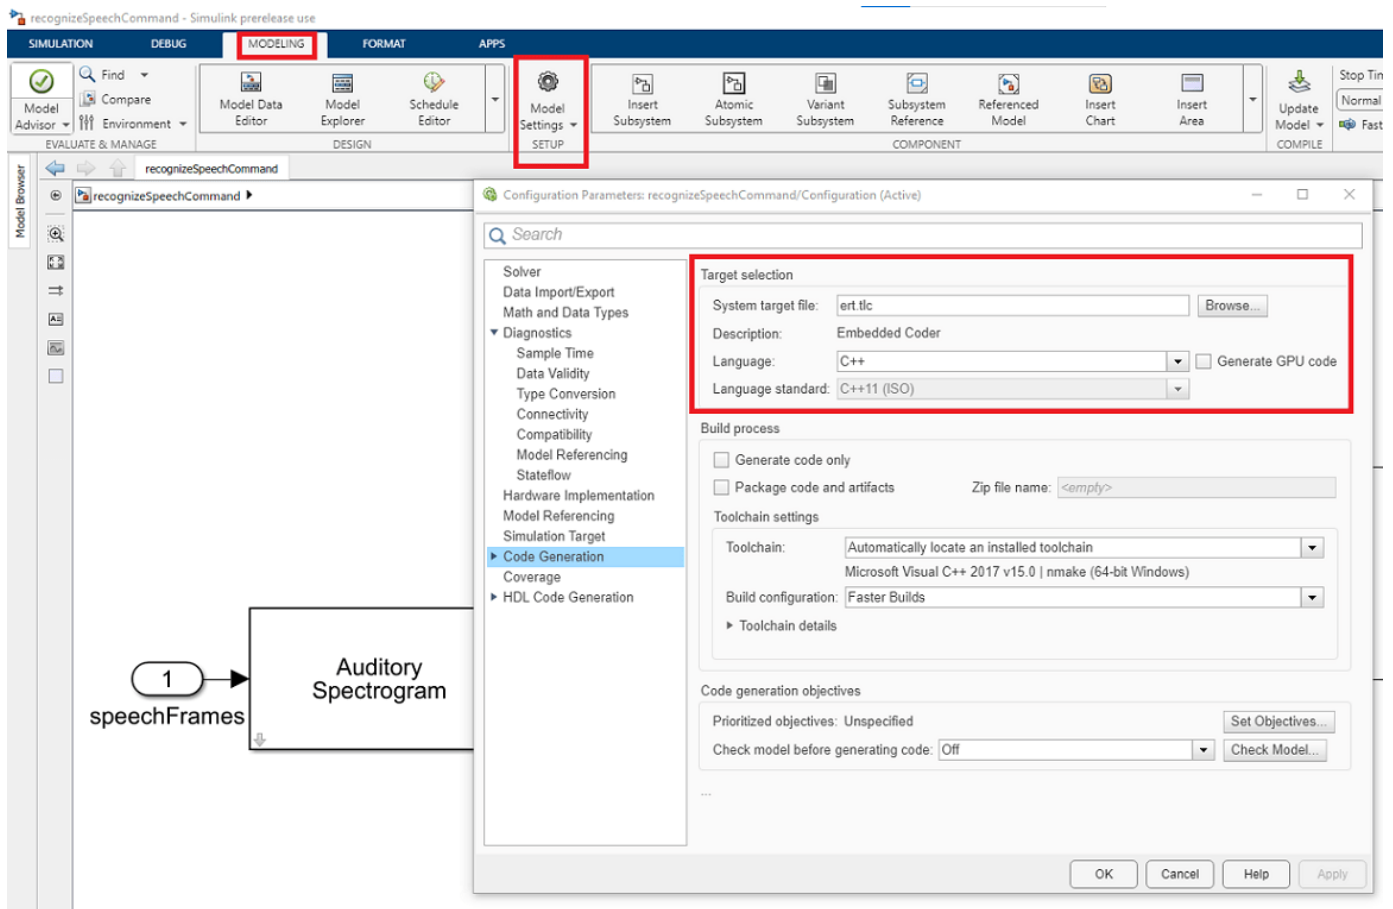 recognizeSpeechCommand - Simulink prerelease use
SIMULATION DEBUG MODELING FORMAT APPS
Model Advisor
Find
Compare
Environment
EVALUATE & MANAGE
Model Data Editor
Model Explorer
Schedule Editor
DESIGN
Model Settings
SETUP
Insert Subsystem
Atomic Subsystem
Variant Subsystem
Subsystem Reference
Referenced Model
Insert Chart
Insert Area
COMPONENT
Update Model
COMPILE
Stop Tim
Normal
Fast
Model Browser
recognizeSpeechCommand
recognizeSpeechCommand
1
speechFrames
Auditory
Spectrogram
Configuration Parameters: recognizeSpeechCommand/Configuration (Active)
Search
Solver
Data Import/Export
Math and Data Types
Diagnostics
Sample Time
Data Validity
Type Conversion
Connectivity
Compatibility
Model Referencing
Stateflow
Hardware Implementation
Model Referencing
Simulation Target
Code Generation
Coverage
HDL Code Generation
Target selection
System target file: ert.tlc Browse...
Description: Embedded Coder
Language: C++ Generate GPU code
Language standard: C++11 (ISO)
Build process
Generate code only
Package code and artifacts Zip file name: <empty>
Toolchain settings
Toolchain: Automatically locate an installed toolchain
Microsoft Visual C++ 2017 v15.0 | nmake (64-bit Windows)
Build configuration: Faster Builds
Toolchain details
Code generation objectives
Prioritized objectives: Unspecified Set Objectives...
Check model before generating code: Off Check Model...
...
OK Cancel Help Apply